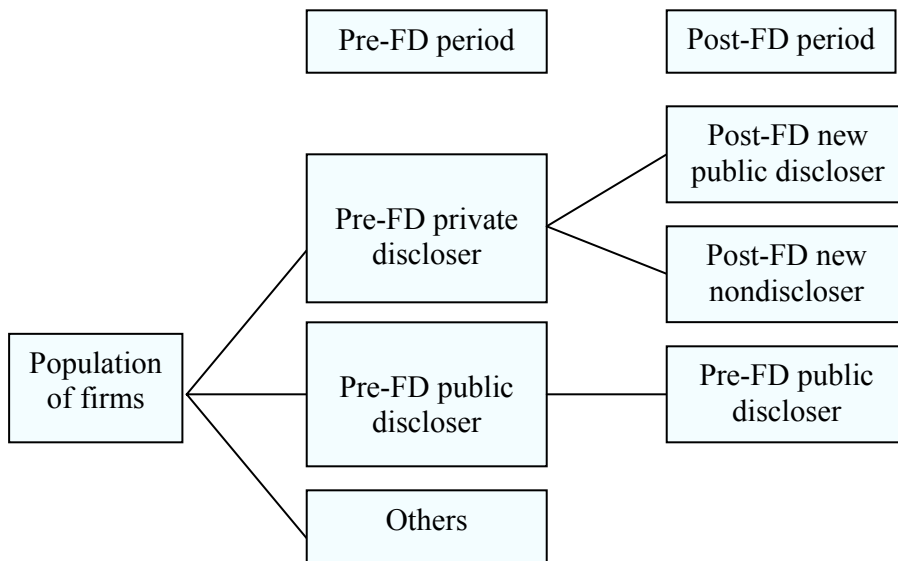 Pre-FD period
Post-FD period
Post-FD new
public discloser
Pre-FD private
discloser
Post-FD new
nondiscloser
Population
of firms
Pre-FD public
discloser
Pre-FD public
discloser
Others